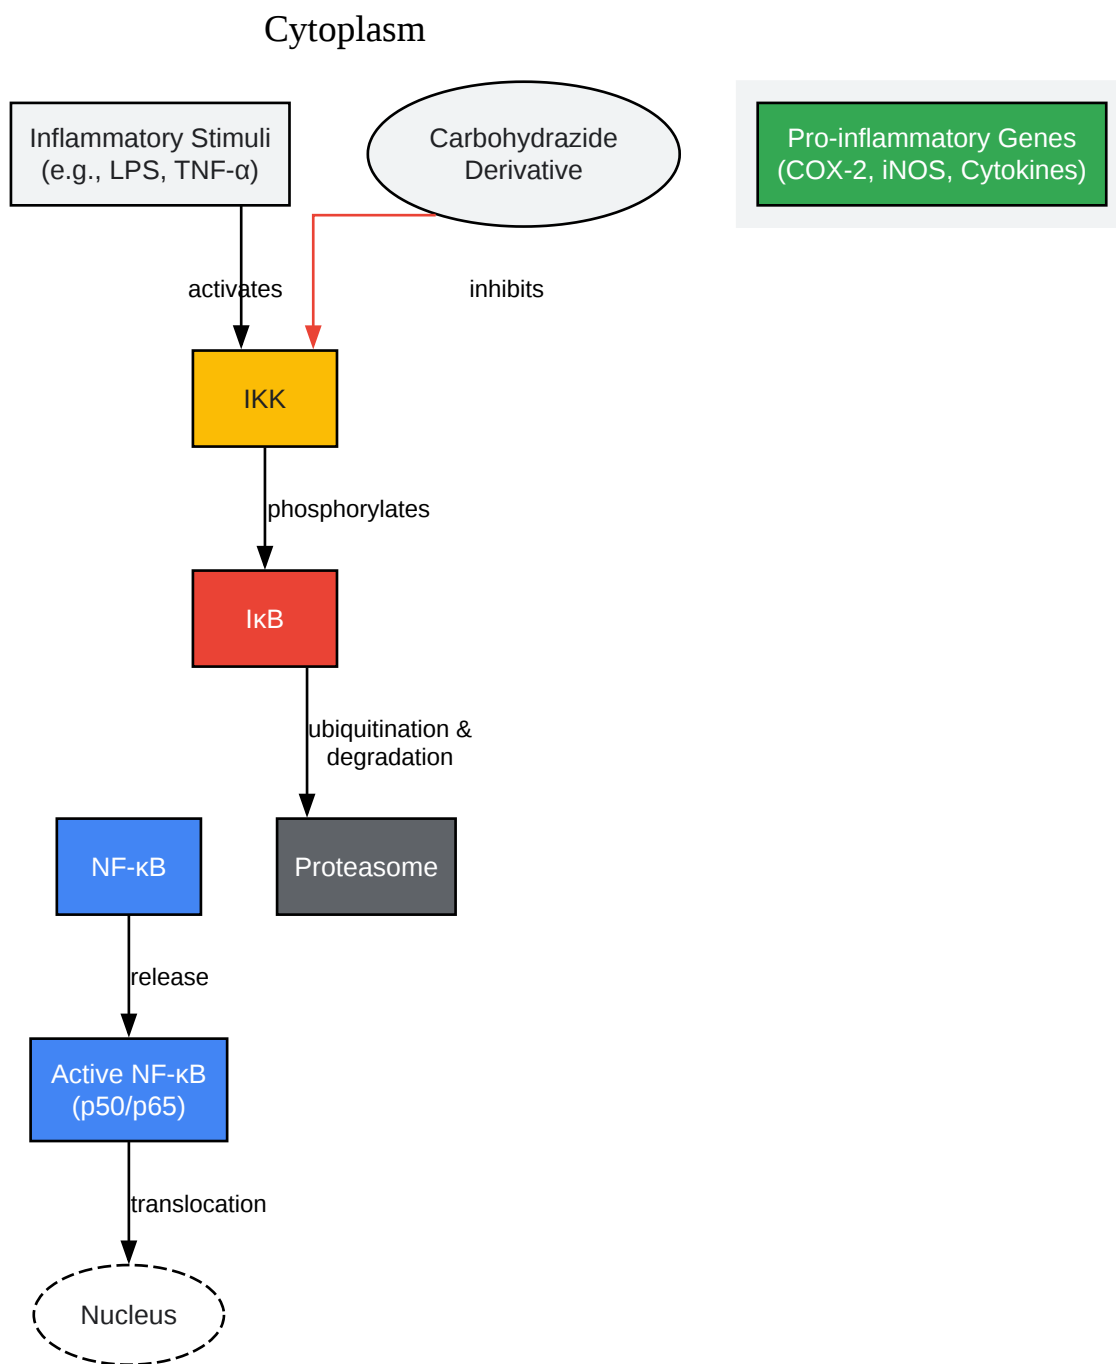 Cytoplasm
Inflammatory Stimuli
(e.g., LPS, TNF-α)
Carbohydrazide
Derivative
Pro-inflammatory Genes
(COX-2, iNOS, Cytokines)
activates
inhibits
IKK
phosphorylates
IκB
ubiquitination &
degradation
NF-κB
Proteasome
release
Active NF-κB
(p50/p65)
translocation
Nucleus